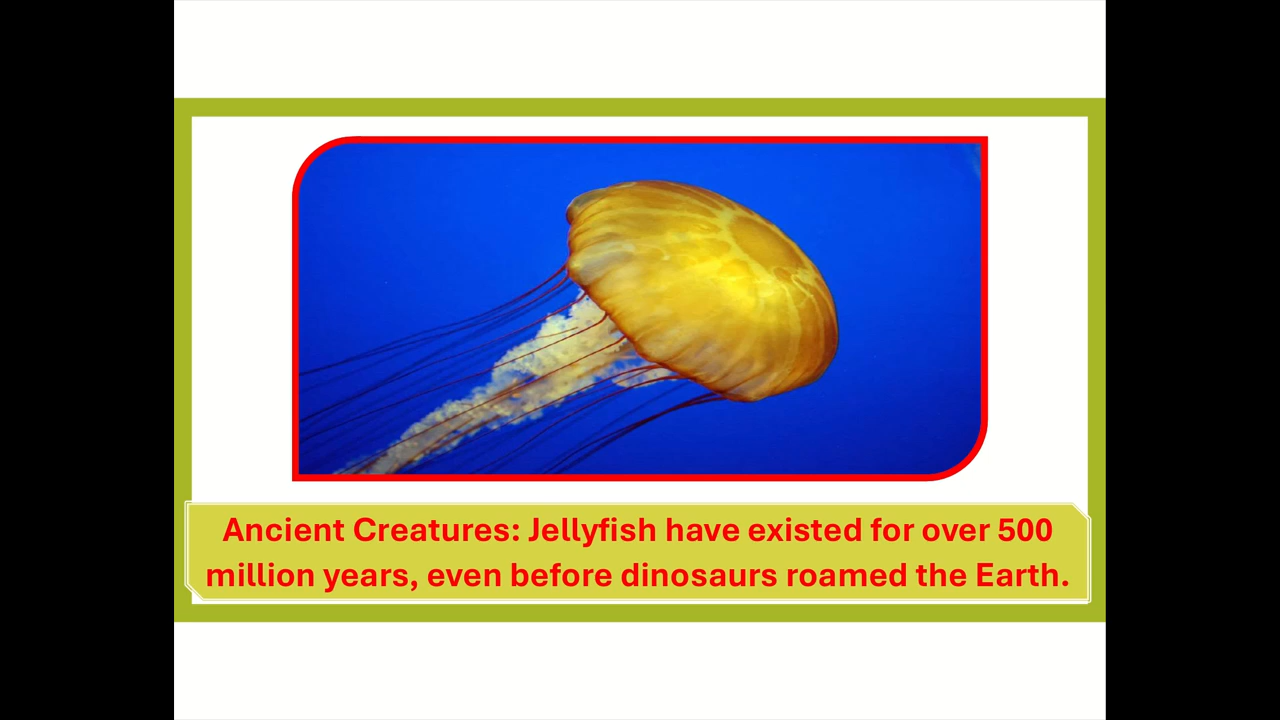 Ancient Creatures: Jellyfish have existed for over 500
million years, even before dinosaurs roamed the Earth.